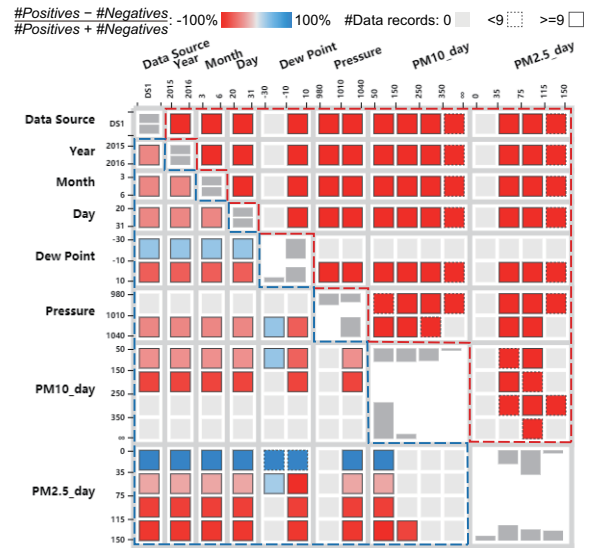 #Positives − #Negatives
#Positives + #Negatives
: -100% 100% #Data records: 0 <9 >=9
Data Source Year Month Day Dew Point Pressure PM10_day PM2.5_day
DS1 2015 2016 3 6 20 31 -30 -10 10 980 1010 1040 50 150 250 350 ∞ 0 35 75 115 150
Data Source DS1
Year 2015
2016
Month 3
6
Day 20
31
Dew Point -30
-10
10
Pressure 980
1010
1040
PM10_day 50
150
250
350
∞
PM2.5_day 0
35
75
115
150